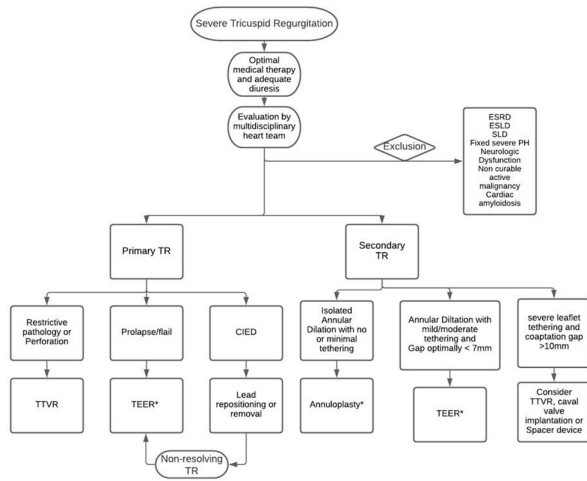 Severe Tricuspid Regurgitation
Optimal
medical therapy
and adequate
diuresis
Evaluation by
multidisciplinary
heart team
Exclusion
ESRD
ESLD
SLD
Fixed severe PH
Neurologic
Dysfunction
Non curable
active
malignancy
Cardiac
amyloidosis
Primary TR
Secondary
TR
Restrictive
pathology or
Perforation
Prolapse/flail
CIED
Isolated
Annular
Dilation with no
or minimal
tethering
Annular Dilation with
mild/moderate
tethering and
Gap optimally < 7mm
severe leaflet
tethering and
coaptation gap
>10mm
TTVR
TEER*
Lead
repositioning or
removal
Annuloplasty*
TEER*
Consider
TTVR, caval
valve
implantation or
Spacer device
Non-resolving
TR